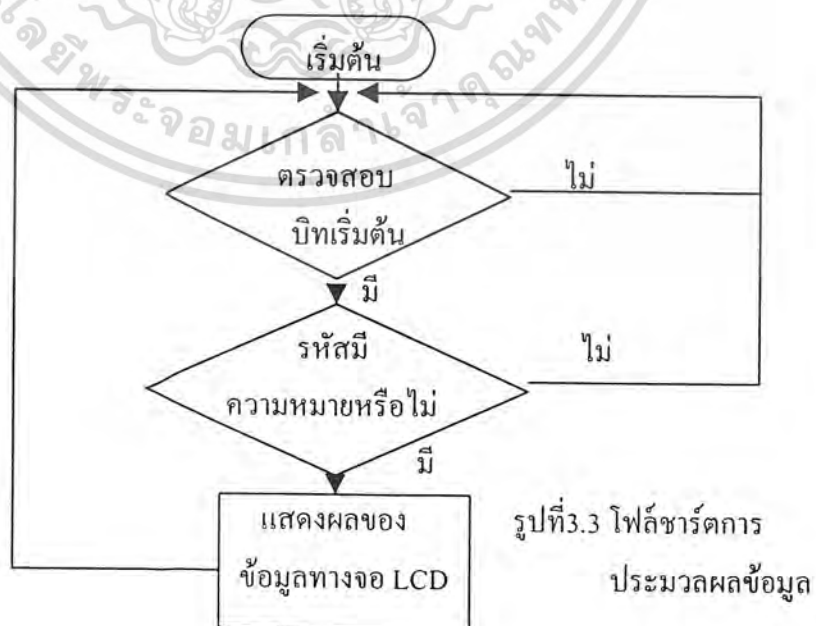 เริ่มต้น
ตรวจสอบ
บิทเริ่มต้น
ไม่
มี
รหัสมี
ความหมายหรือไม่
ไม่
มี
แสดงผลของ
ข้อมูลทางจอ LCD
รูปที่3.3 โฟล์ชาร์ตการ
ประมวลผลข้อมูล